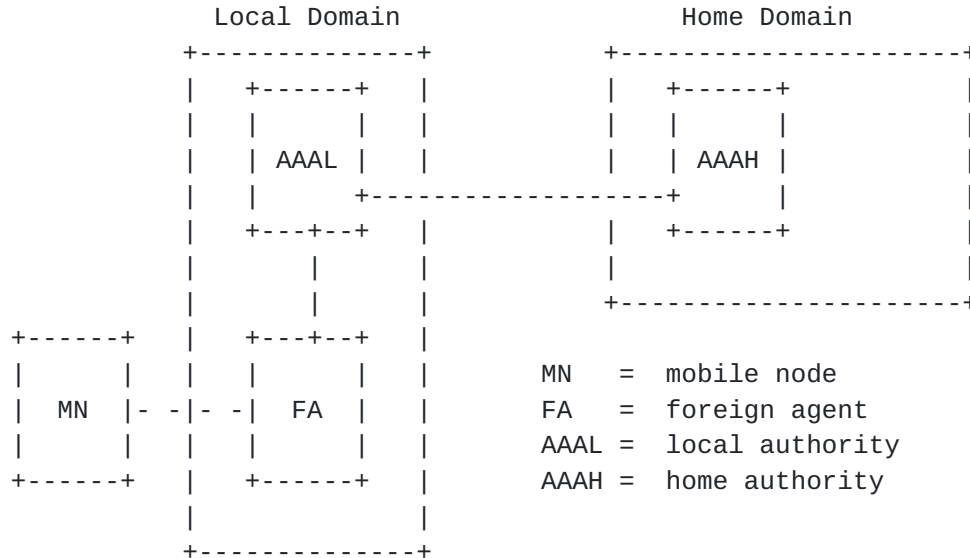 Local Domain Home Domain
AAAL AAAH
MN = mobile node
MN FA FA = foreign agent
AAAL = local authority
AAAH = home authority